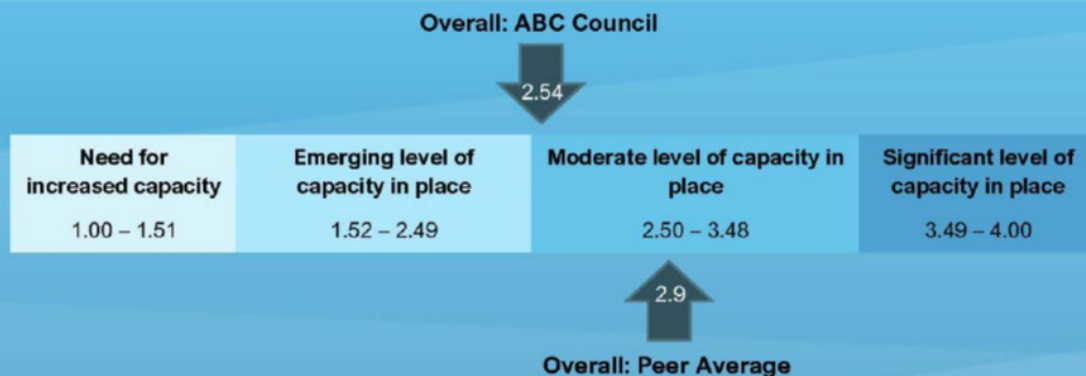 Overall: ABC Council
2.54
Need for
increased capacity
1.00 – 1.51
Emerging level of
capacity in place
1.52 – 2.49
Moderate level of capacity in
place
2.50 – 3.48
Significant level of
capacity in place
3.49 – 4.00
2.9
Overall: Peer Average